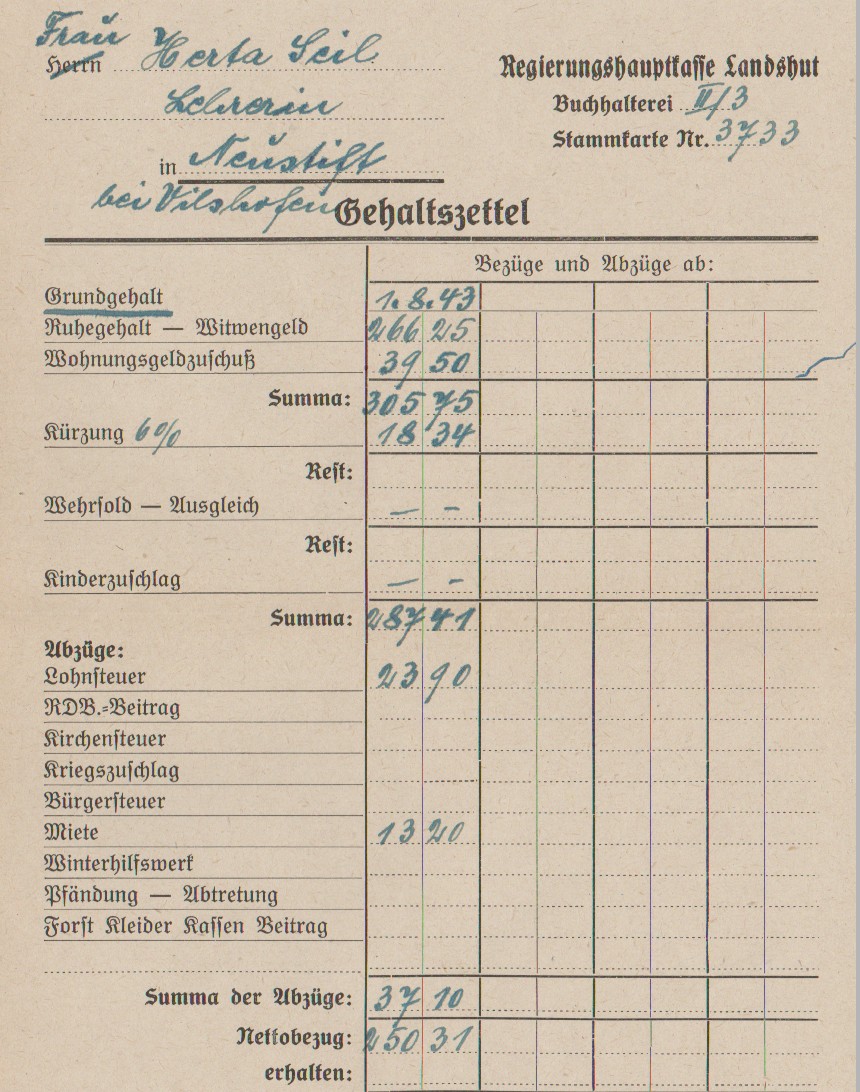 Frau
Herrn Herta Seil
Lehrerin
in Neustift
bei Vilshofen
Regierungshauptkasse Landshut
Buchhalterei II/3
Stammkarte Nr. 3733
Gehaltszettel
Bezüge und Abzüge ab:
Grundgehalt 1.8.43
Ruhegehalt — Witwengeld 266 25
Wohnungsgeldzuschuß 39 50
Summa: 305 75
Kürzung 6% 18 34
Rest:
Wehrsold — Ausgleich — -
Rest:
Kinderzuschlag — -
Summa: 287 41
Abzüge:
Lohnsteuer 23 90
RDB.=Beitrag
Kirchensteuer
Kriegszuschlag
Bürgersteuer
Miete 13 20
Winterhilfswerk
Pfändung — Abtretung
Forst Kleider Kassen Beitrag
Summa der Abzüge: 37 10
Nettobezug: 250 31
erhalten: